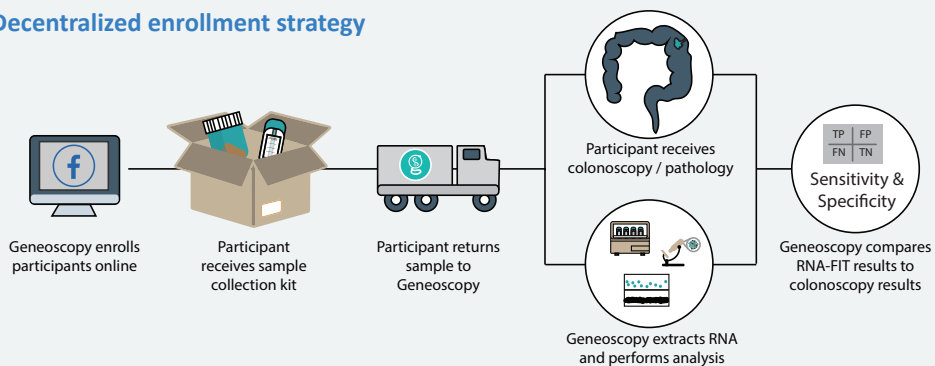 Decentralized enrollment strategy
f
Geneoscopy enrolls
participants online
Participant
receives sample
collection kit
Participant returns
sample to
Geneoscopy
Participant receives
colonoscopy / pathology
Geneoscopy extracts RNA
and performs analysis
TP FP
FN TN
Sensitivity &
Specificity
Geneoscopy compares
RNA-FIT results to
colonoscopy results